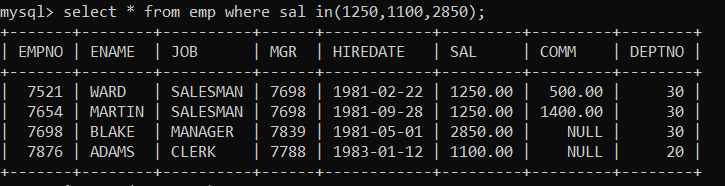 mysql> select * from emp where sal in(1250,1100,2850);
+-------+--------+----------+------+------------+---------+---------+--------+
| EMPNO | ENAME  | JOB      | MGR  | HIREDATE   | SAL     | COMM    | DEPTNO |
+-------+--------+----------+------+------------+---------+---------+--------+
|  7521 | WARD   | SALESMAN | 7698 | 1981-02-22 | 1250.00 |  500.00 |     30 |
|  7654 | MARTIN | SALESMAN | 7698 | 1981-09-28 | 1250.00 | 1400.00 |     30 |
|  7698 | BLAKE  | MANAGER  | 7839 | 1981-05-01 | 2850.00 |    NULL |     30 |
|  7876 | ADAMS  | CLERK    | 7788 | 1983-01-12 | 1100.00 |    NULL |     20 |
+-------+--------+----------+------+------------+---------+---------+--------+